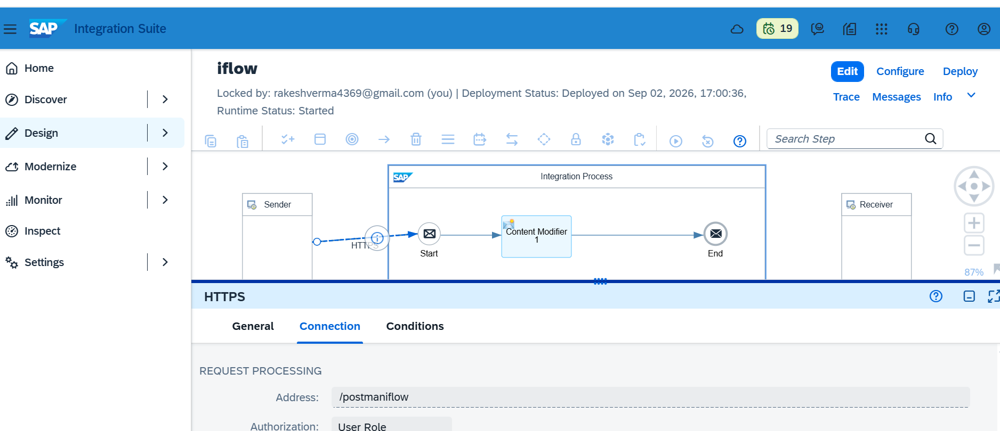 SAP Integration Suite
19
Home
Discover
Design
Modernize
Monitor
Inspect
Settings
iflow
Edit Configure Deploy
Locked by: rakeshverma4369@gmail.com (you) | Deployment Status: Deployed on Sep 02, 2026, 17:00:36,
Runtime Status: Started
Trace Messages Info
Search Step
SAP Integration Process
Sender
Receiver
HTTPS
Content Modifier
1
Start
End
87%
HTTPS
General Connection Conditions
REQUEST PROCESSING
Address: /postmaniflow
Authorization: User Role